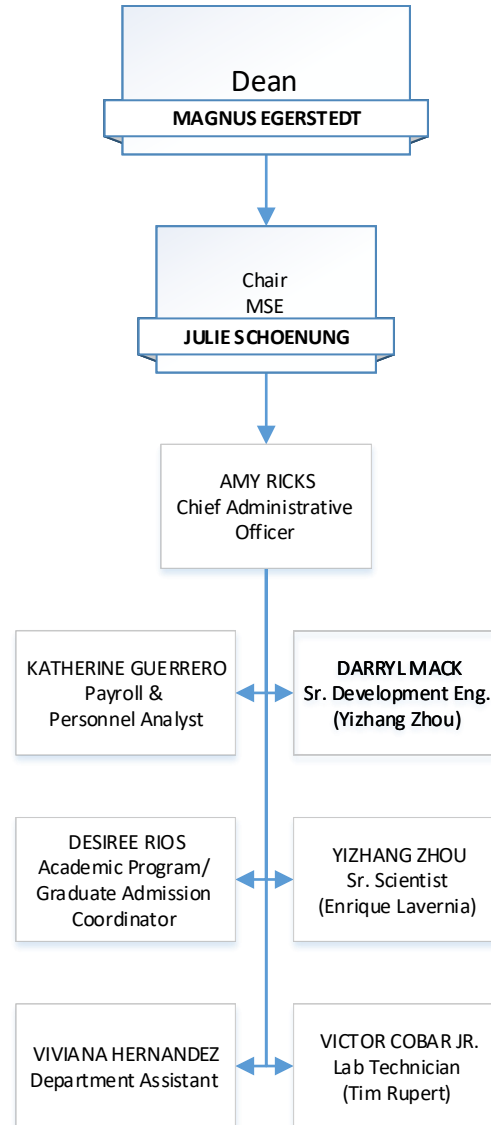 Dean
MAGNUS EGERSTEDT
Chair
MSE
JULIE SCHOENUNG
AMY RICKS
Chief Administrative
Officer
KATHERINE GUERRERO
Payroll &
Personnel Analyst
DARRYL MACK
Sr. Development Eng.
(Yizhang Zhou)
DESIREE RIOS
Academic Program/
Graduate Admission
Coordinator
YIZHANG ZHOU
Sr. Scientist
(Enrique Lavernia)
VIVIANA HERNANDEZ
Department Assistant
VICTOR COBAR JR.
Lab Technician
(Tim Rupert)